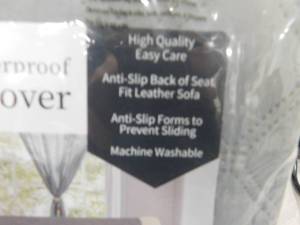 High Quality
Easy Care
erproof
Anti-Slip Back of Seat
Fit Leather Sofa
over
Anti-Slip Forms to
Prevent Sliding
Machine Washable